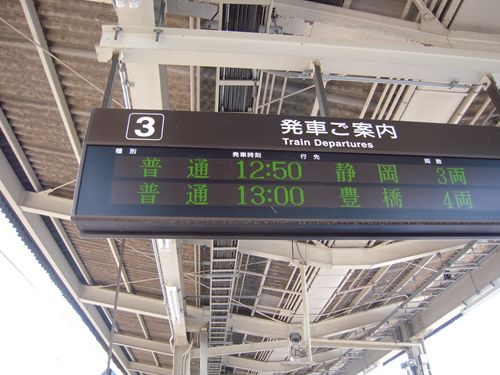 3
3 発車ご案内
Train Departures
種別 発車時刻 行先 両数
普通 12:50 静岡 3両
普通 13:00 豊橋 4両